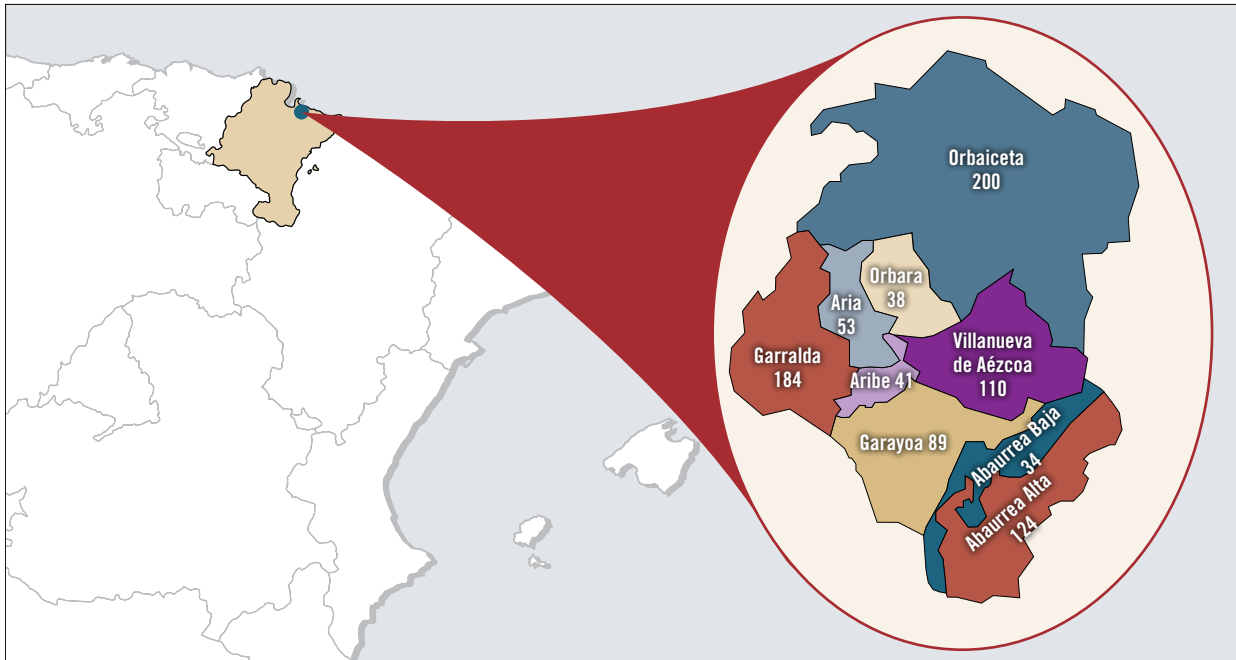 Orbaiceta
200
Orbara
38
Aria
53
Villanueva
de Aézcoa
110
Garralda
184
Aribe 41
Garayoa 89
Abaurrea Baja
34
Abaurrea Alta
124